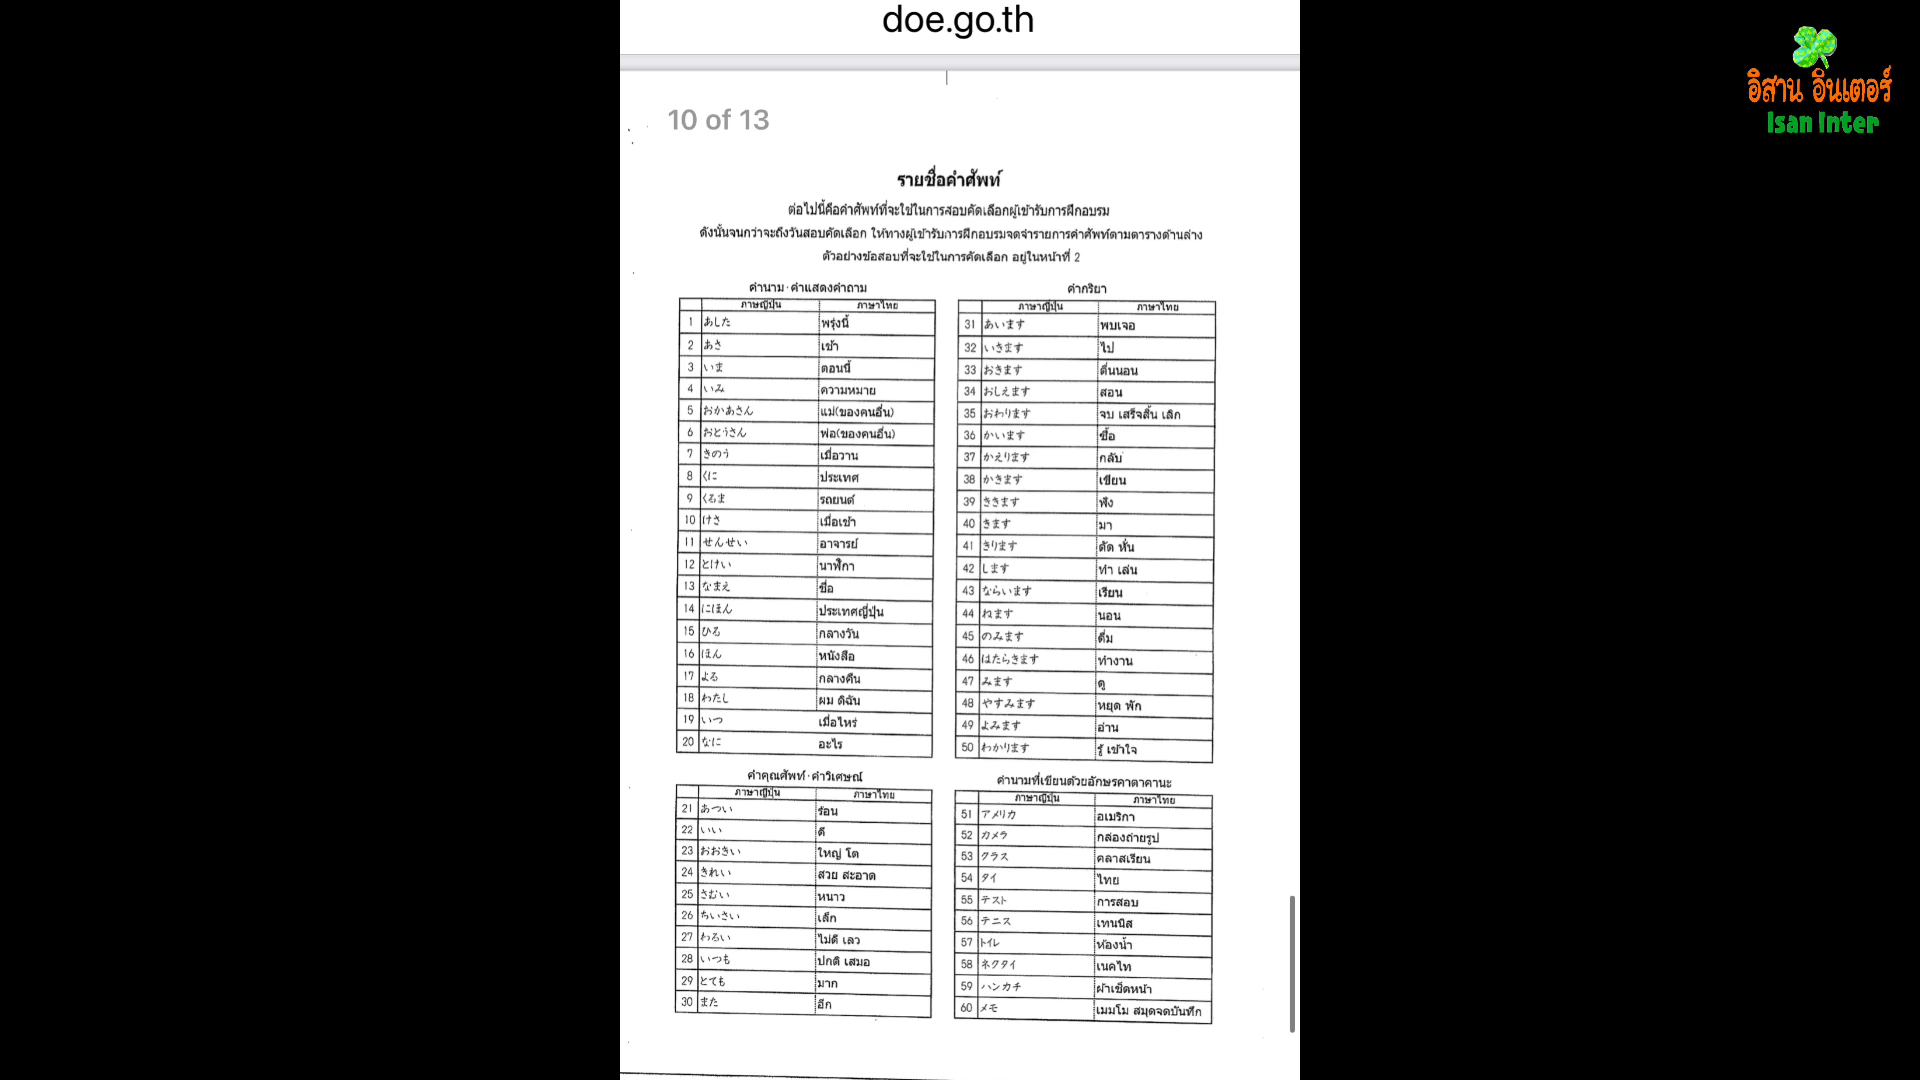 doe.go.th
10 of 13
อิสาน อินเตอร์
Isan Inter
รายชื่อคำศัพท์
ต่อไปนี้คือคำศัพท์ที่จะใช้ในการสอบคัดเลือกผู้เข้ารับการฝึกอบรม
ดังนั้นจนกว่าจะถึงวันสอบคัดเลือก ให้ทางผู้เข้ารับการฝึกอบรมจดจำรายการคำศัพท์ตามตารางด้านล่าง
ตัวอย่างข้อสอบที่จะใช้ในการคัดเลือก อยู่ในหน้าที่ 2
คำนาม·คำแสดงคำถาม
ภาษาญี่ปุ่น ภาษาไทย
1 あした พรุ่งนี้
2 あさ เช้า
3 いま ตอนนี้
4 いみ ความหมาย
5 おかあさん แม่(ของคนอื่น)
6 おとうさん พ่อ(ของคนอื่น)
7 きのう เมื่อวาน
8 くに ประเทศ
9 くるま รถยนต์
10 けさ เมื่อเช้า
11 せんせい อาจารย์
12 とけい นาฬิกา
13 なまえ ชื่อ
14 にほん ประเทศญี่ปุ่น
15 ひる กลางวัน
16 ほん หนังสือ
17 よる กลางคืน
18 わたし ผม ดิฉัน
19 いつ เมื่อไหร่
20 なに อะไร
คำกริยา
ภาษาญี่ปุ่น ภาษาไทย
31 あいます พบเจอ
32 いきます ไป
33 おきます ตื่นนอน
34 おしえます สอน
35 おわります จบ เสร็จสิ้น เลิก
36 かいます ซื้อ
37 かえります กลับ
38 かきます เขียน
39 ききます ฟัง
40 きます มา
41 きります ตัด หั่น
42 します ทำ เล่น
43 ならいます เรียน
44 ねます นอน
45 のみます ดื่ม
46 はたらきます ทำงาน
47 みます ดู
48 やすみます หยุด พัก
49 よみます อ่าน
50 わかります รู้ เข้าใจ
คำคุณศัพท์·คำวิเศษณ์
ภาษาญี่ปุ่น ภาษาไทย
21 あつい ร้อน
22 いい ดี
23 おおきい ใหญ่ โต
24 きれい สวย สะอาด
25 さむい หนาว
26 ちいさい เล็ก
27 わるい ไม่ดี เลว
28 いつも ปกติ เสมอ
29 とても มาก
30 また อีก
คำนามที่เขียนด้วยอักษรคาตาคานะ
ภาษาญี่ปุ่น ภาษาไทย
51 アメリカ อเมริกา
52 カメラ กล้องถ่ายรูป
53 クラス คลาสเรียน
54 タイ ไทย
55 テスト การสอบ
56 テニス เทนนิส
57 トイレ ห้องน้ำ
58 ネクタイ เนคไท
59 ハンカチ ผ้าเช็ดหน้า
60 メモ เมมโม สมุดจดบันทึก